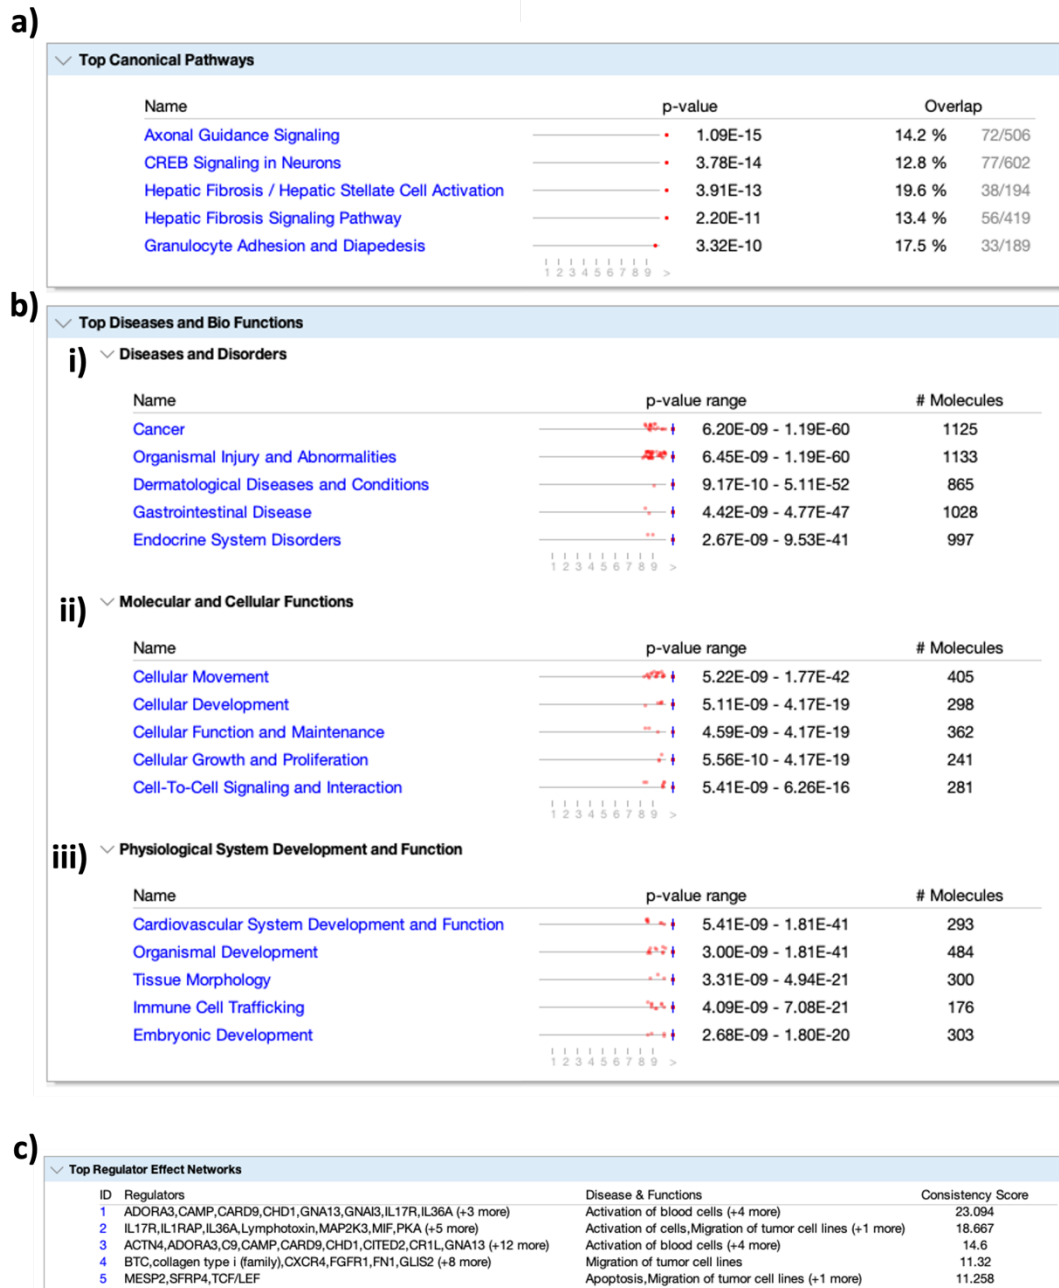 a)
Top Canonical Pathways
Name p-value Overlap
Axonal Guidance Signaling 1.09E-15 14.2 % 72/506
CREB Signaling in Neurons 3.78E-14 12.8 % 77/602
Hepatic Fibrosis / Hepatic Stellate Cell Activation 3.91E-13 19.6 % 38/194
Hepatic Fibrosis Signaling Pathway 2.20E-11 13.4 % 56/419
Granulocyte Adhesion and Diapedesis 3.32E-10 17.5 % 33/189
1 2 3 4 5 6 7 8 9 >
b)
Top Diseases and Bio Functions
i) Diseases and Disorders
Name p-value range # Molecules
Cancer 6.20E-09 - 1.19E-60 1125
Organismal Injury and Abnormalities 6.45E-09 - 1.19E-60 1133
Dermatological Diseases and Conditions 9.17E-10 - 5.11E-52 865
Gastrointestinal Disease 4.42E-09 - 4.77E-47 1028
Endocrine System Disorders 2.67E-09 - 9.53E-41 997
1 2 3 4 5 6 7 8 9 >
ii) Molecular and Cellular Functions
Name p-value range # Molecules
Cellular Movement 5.22E-09 - 1.77E-42 405
Cellular Development 5.11E-09 - 4.17E-19 298
Cellular Function and Maintenance 4.59E-09 - 4.17E-19 362
Cellular Growth and Proliferation 5.56E-10 - 4.17E-19 241
Cell-To-Cell Signaling and Interaction 5.41E-09 - 6.26E-16 281
1 2 3 4 5 6 7 8 9 >
iii) Physiological System Development and Function
Name p-value range # Molecules
Cardiovascular System Development and Function 5.41E-09 - 1.81E-41 293
Organismal Development 3.00E-09 - 1.81E-41 484
Tissue Morphology 3.31E-09 - 4.94E-21 300
Immune Cell Trafficking 4.09E-09 - 7.08E-21 176
Embryonic Development 2.68E-09 - 1.80E-20 303
1 2 3 4 5 6 7 8 9 >
c)
Top Regulator Effect Networks
ID Regulators Disease & Functions Consistency Score
1 ADORA3,CAMP,CARD9,CHD1,GNA13,GNAI3,IL17R,IL36A (+3 more) Activation of blood cells (+4 more) 23.094
2 IL17R,IL1RAP,IL36A,Lymphotoxin,MAP2K3,MIF,PKA (+5 more) Activation of cells,Migration of tumor cell lines (+1 more) 18.667
3 ACTN4,ADORA3,C9,CAMP,CARD9,CHD1,CITED2,CR1L,GNA13 (+12 more) Activation of blood cells (+4 more) 14.6
4 BTC,collagen type i (family),CXCR4,FGFR1,FN1,GLIS2 (+8 more) Migration of tumor cell lines 11.32
5 MESP2,SFRP4,TCF/LEF Apoptosis,Migration of tumor cell lines (+1 more) 11.258